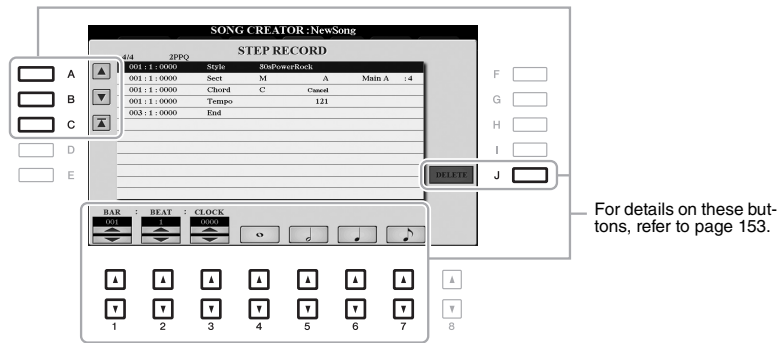 SONG CREATOR : NewSong
STEP RECORD
4/4 2PPQ
001 : 1 : 0000 Style 80sPowerRock
001 : 1 : 0000 Sect M A Main A : 4
001 : 1 : 0000 Chord C Cancel
001 : 1 : 0000 Tempo 121
003 : 1 : 0000 End
A
B
C
D
E
F
G
H
I
DELETE J
BAR : BEAT : CLOCK
001 1 0000
1 2 3 4 5 6 7 8
For details on these but-
tons, refer to page 153.